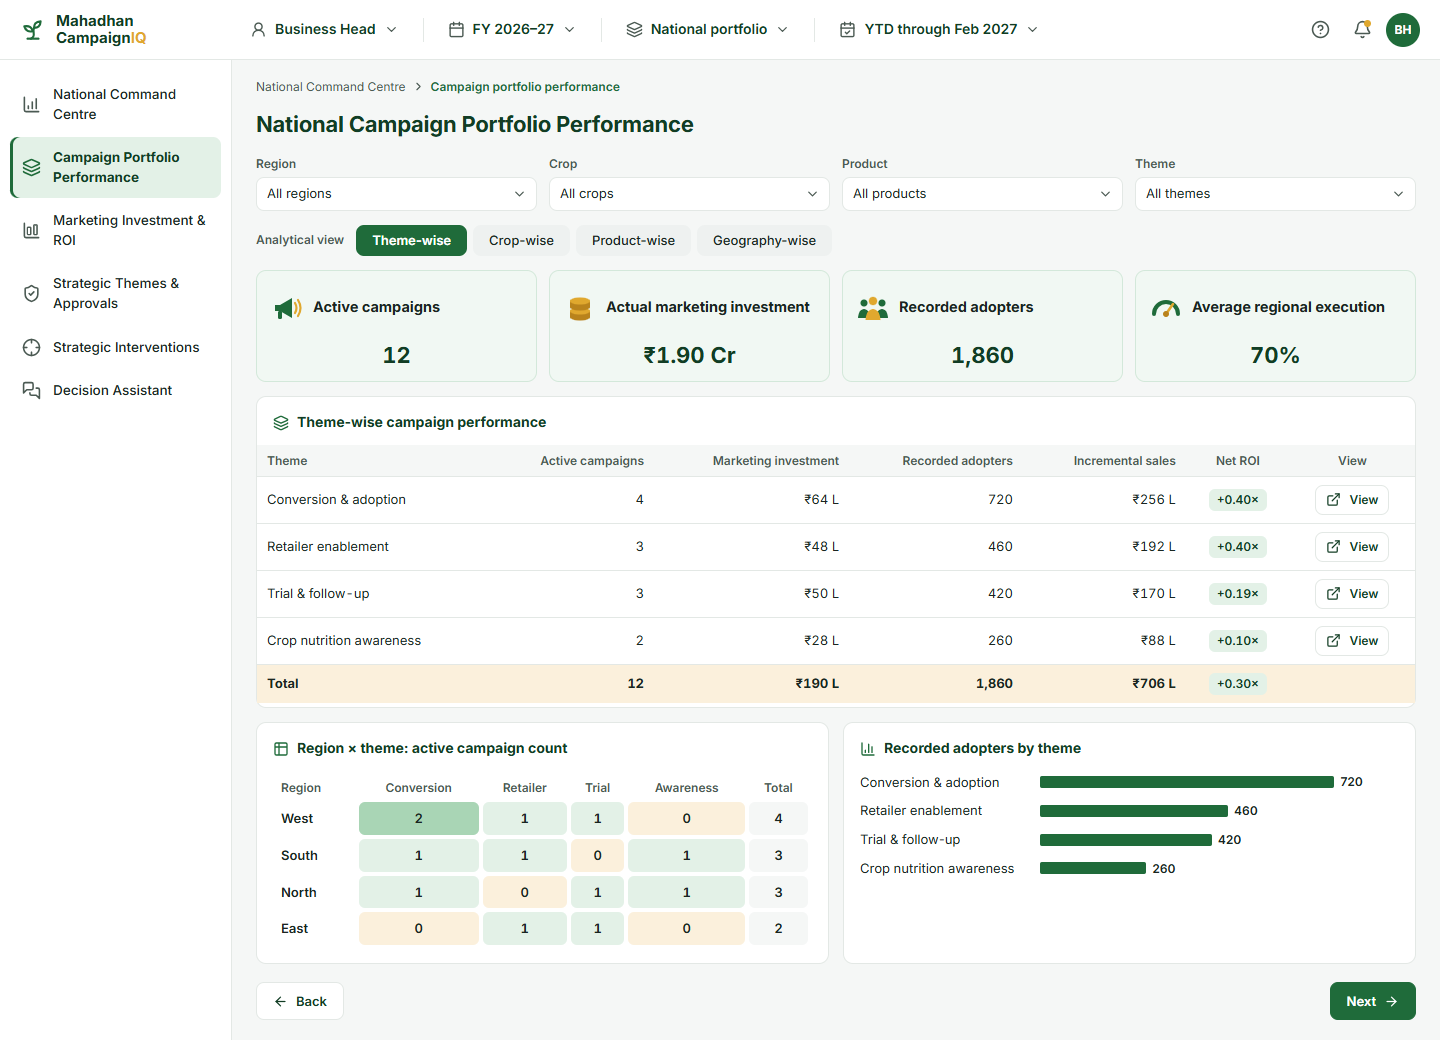 Mahadhan
CampaignIQ
Business Head
FY 2026–27
National portfolio
YTD through Feb 2027
BH
National Command
Centre
Campaign Portfolio
Performance
Marketing Investment &
ROI
Strategic Themes &
Approvals
Strategic Interventions
Decision Assistant
National Command Centre > Campaign portfolio performance
National Campaign Portfolio Performance
Region Crop Product Theme
All regions All crops All products All themes
Analytical view Theme-wise Crop-wise Product-wise Geography-wise
Active campaigns
12
Actual marketing investment
₹1.90 Cr
Recorded adopters
1,860
Average regional execution
70%
Theme-wise campaign performance
Theme Active campaigns Marketing investment Recorded adopters Incremental sales Net ROI View
Conversion & adoption 4 ₹64 L 720 ₹256 L +0.40× View
Retailer enablement 3 ₹48 L 460 ₹192 L +0.40× View
Trial & follow-up 3 ₹50 L 420 ₹170 L +0.19× View
Crop nutrition awareness 2 ₹28 L 260 ₹88 L +0.10× View
Total 12 ₹190 L 1,860 ₹706 L +0.30×
Region × theme: active campaign count
Region Conversion Retailer Trial Awareness Total
West 2 1 1 0 4
South 1 1 0 1 3
North 1 0 1 1 3
East 0 1 1 0 2
Recorded adopters by theme
Conversion & adoption 720
Retailer enablement 460
Trial & follow-up 420
Crop nutrition awareness 260
Back
Next